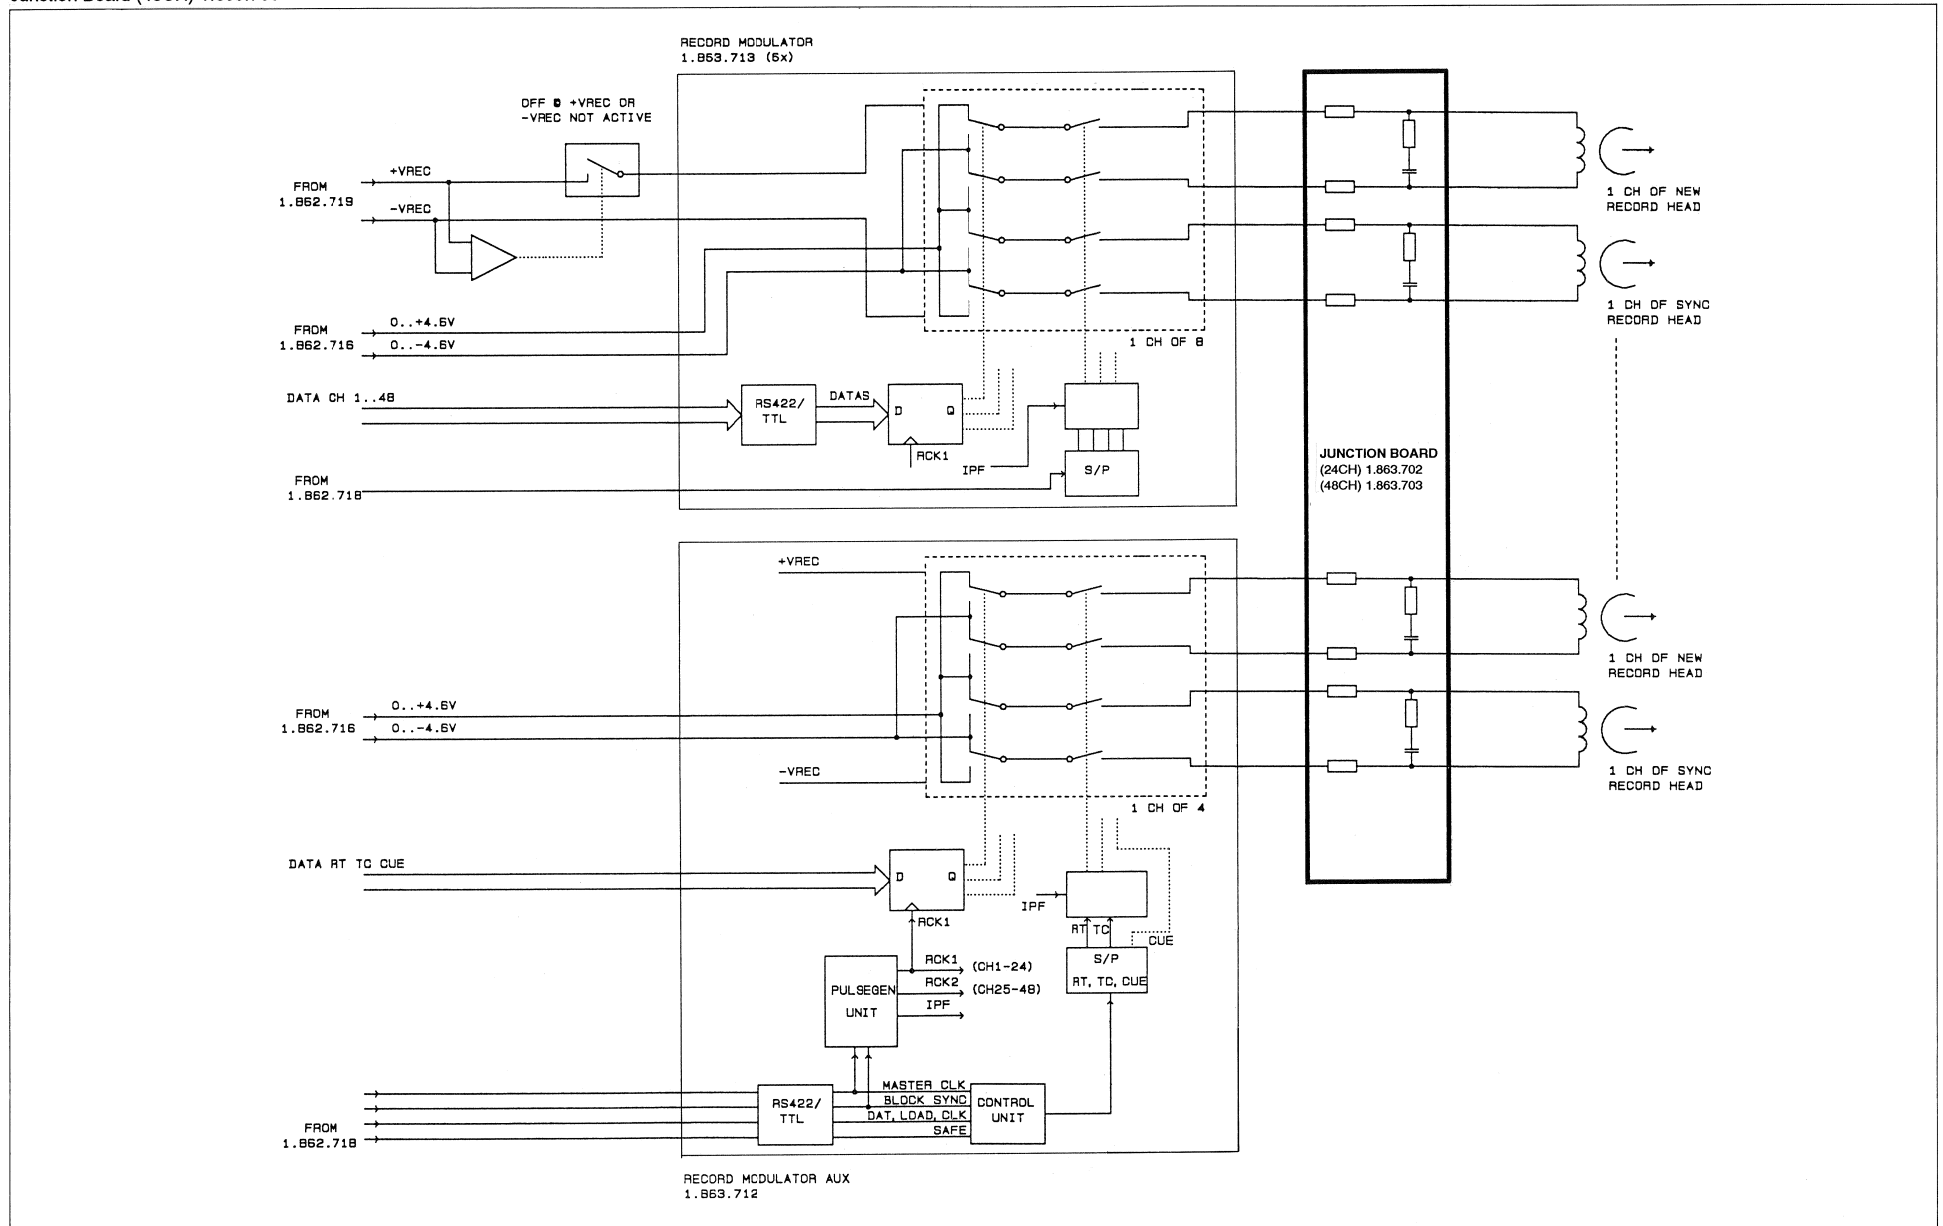 RECORD MODULATOR
1.863.713 (6x)
OFF @ +VREC OR
-VREC NOT ACTIVE
+VREC
FROM
1.862.719
-VREC
1 CH OF NEW
RECORD HEAD
1 CH OF SYNC
RECORD HEAD
FROM
1.862.716
0..+4.6V
0..-4.6V
1 CH OF 8
DATA CH 1..48
RS422/
TTL
DATAS
D
Q
RCK1
IPF
S/P
FROM
1.862.718
JUNCTION BOARD
(24CH) 1.863.702
(48CH) 1.863.703
+VREC
1 CH OF NEW
RECORD HEAD
FROM
1.862.716
0..+4.6V
0..-4.6V
-VREC
1 CH OF SYNC
RECORD HEAD
1 CH OF 4
DATA RT TC CUE
D
Q
RCK1
IPF
RT TC
CUE
S/P
RT, TC, CUE
PULSEGEN
UNIT
RCK1 (CH1-24)
RCK2 (CH25-48)
IPF
FROM
1.862.718
RS422/
TTL
MASTER CLK
BLOCK SYNC
DAT, LOAD, CLK
SAFE
CONTROL
UNIT
RECORD MODULATOR AUX
1.863.712